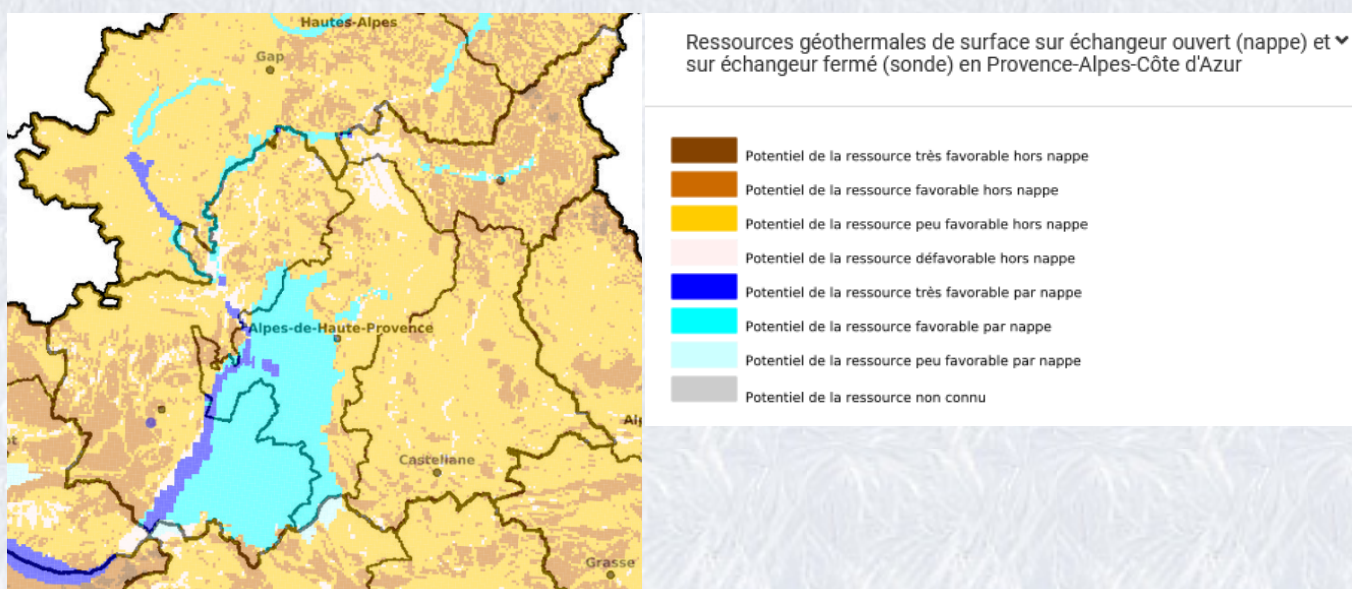 Hautes-Alpes
Gap
Alpes-de-Haute-Provence
Castellane
Grasse
Ressources géothermales de surface sur échangeur ouvert (nappe) et
sur échangeur fermé (sonde) en Provence-Alpes-Côte d'Azur
Potentiel de la ressource très favorable hors nappe
Potentiel de la ressource favorable hors nappe
Potentiel de la ressource peu favorable hors nappe
Potentiel de la ressource défavorable hors nappe
Potentiel de la ressource très favorable par nappe
Potentiel de la ressource favorable par nappe
Potentiel de la ressource peu favorable par nappe
Potentiel de la ressource non connu